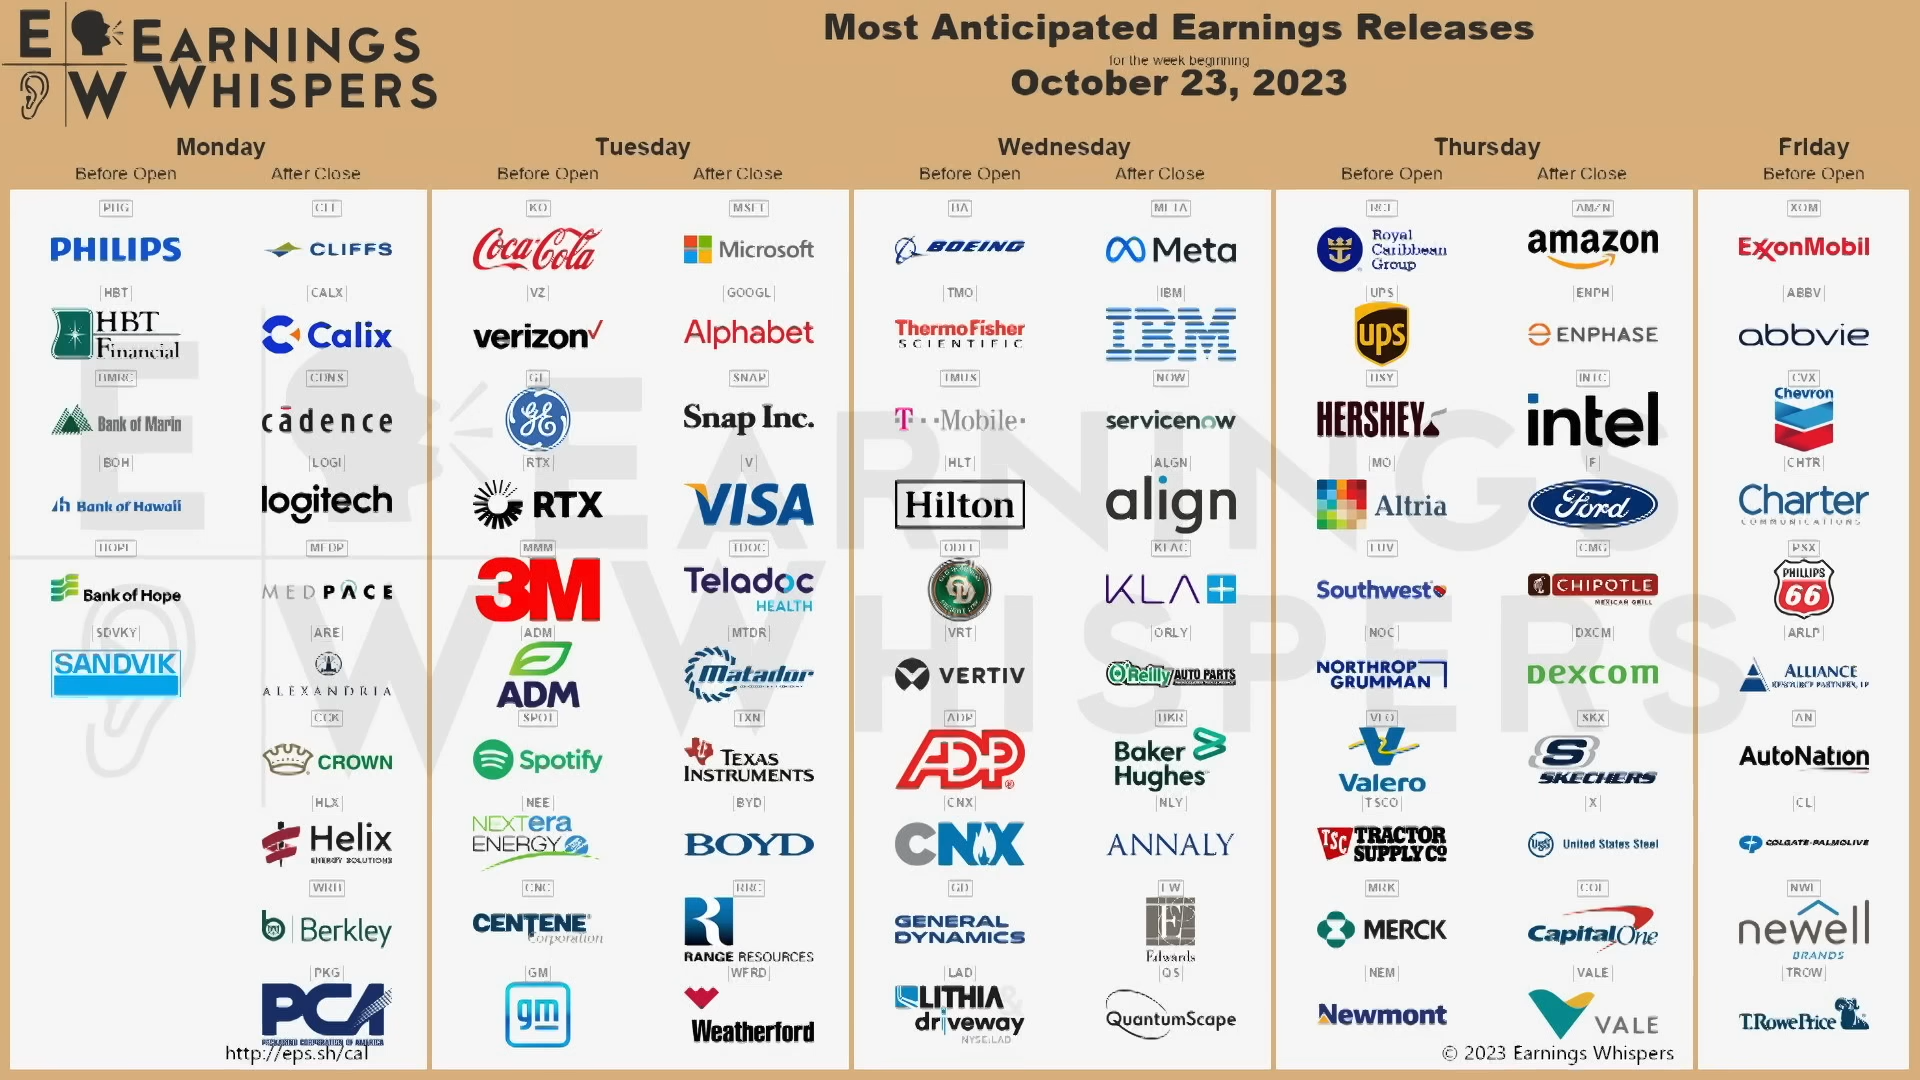 E EARNINGS
W WHISPERS
Most Anticipated Earnings Releases
for the week beginning
October 23, 2023
Monday
Before Open
After Close
Tuesday
Before Open
After Close
Wednesday
Before Open
After Close
Thursday
Before Open
After Close
Friday
Before Open
PHG
PHILIPS
HBT
HBT
Financial
BMRC
Bank of Marin
BOH
Bank of Hawaii
HOPE
Bank of Hope
SDVKY
SANDVIK
CLF
CLIFFS
CALX
Calix
CDNS
cadence
LOGI
logitech
MEDP
MEDPACE
ARE
ALEXANDRIA
CCK
CROWN
HLX
Helix
ENERGY SOLUTIONS
WRB
b Berkley
PKG
PCA
PACKAGING CORPORATION OF AMERICA
http://eps.sh/cal
KO
Coca-Cola
VZ
verizon
GE
GE
RTX
RTX
MMM
3M
ADM
ADM
SPOT
Spotify
NEE
NEXTera
ENERGY
CNC
CENTENE
Corporation
GM
gm
MSFT
Microsoft
GOOGL
Alphabet
SNAP
Snap Inc.
V
VISA
TDOC
Teladoc
HEALTH
MTDR
Matador
TXN
TEXAS
INSTRUMENTS
BYD
BOYD
RRC
R
RANGE RESOURCES
WFRD
Weatherford
BA
BOEING
TMO
ThermoFisher
SCIENTIFIC
TMUS
T-Mobile
HLT
Hilton
ODFL
VRT
VERTIV
ADP
ADP
CNX
CNX
GD
GENERAL
DYNAMICS
LAD
LITHIA &
driveway
NYSE:LAD
META
Meta
IBM
IBM
NOW
servicenow
ALGN
align
KLAC
KLA+
ORLY
O'Reilly AUTO PARTS
BKR
Baker
Hughes
NLY
ANNALY
EW
E
Edwards
QS
QuantumScape
RCL
Royal
Caribbean
Group
UPS
ups
HSY
HERSHEY
MO
Altria
LUV
Southwest
NOC
NORTHROP
GRUMMAN
VLO
Valero
TSCO
TSC TRACTOR
SUPPLY CO
MRK
MERCK
NEM
Newmont
AMZN
amazon
ENPH
ENPHASE
INTC
intel
F
Ford
CMG
CHIPOTLE
MEXICAN GRILL
DXCM
Dexcom
SKX
S
SKECHERS
X
USS United States Steel
COF
Capital One
VALE
VALE
© 2023 Earnings Whispers
XOM
ExxonMobil
ABBV
abbvie
CVX
Chevron
CHTR
Charter
COMMUNICATIONS
PSX
PHILLIPS
66
ARLP
ALLIANCE
RESOURCE PARTNERS, LP
AN
AutoNation
CL
COLGATE-PALMOLIVE
NWL
newell
BRANDS
TROW
T.RowePrice